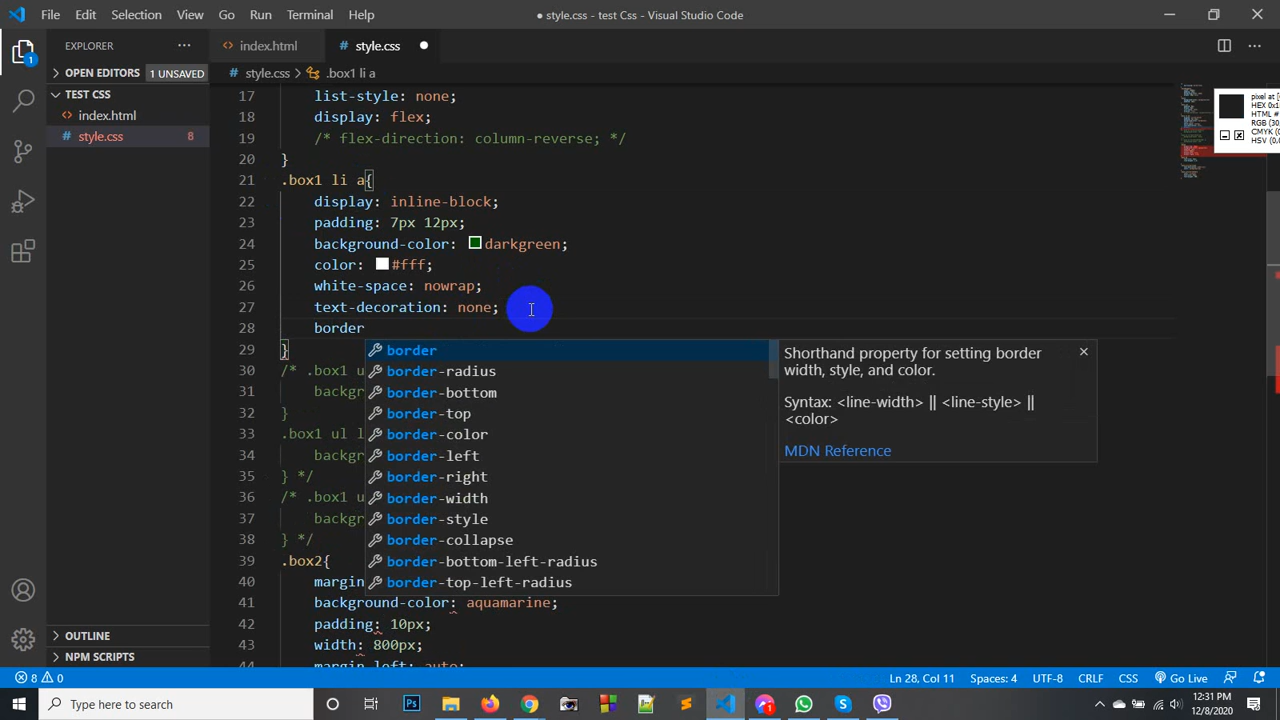 File Edit Selection View Go Run Terminal Help ● style.css - test Css - Visual Studio Code
EXPLORER ··· index.html style.css ●
OPEN EDITORS 1 UNSAVED style.css > .box1 li a
TEST CSS
index.html
style.css 8
17 list-style: none;
18 display: flex;
19 /* flex-direction: column-reverse; */
20 }
21 .box1 li a{
22 display: inline-block;
23 padding: 7px 12px;
24 background-color: darkgreen;
25 color: #fff;
26 white-space: nowrap;
27 text-decoration: none;
28 border
29 }
30 /* .box1 u
31 backg
32 }
33 .box1 ul l
34 backg
35 } */
36 /* .box1 u
37 backg
38 } */
39 .box2{
40 margin
41 background-color: aquamarine;
42 padding: 10px;
43 width: 800px;
44 margin left: auto;
border
border-radius
border-bottom
border-top
border-color
border-left
border-right
border-width
border-style
border-collapse
border-bottom-left-radius
border-top-left-radius
Shorthand property for setting border
width, style, and color.
Syntax: <line-width> || <line-style> ||
<color>
MDN Reference
pixel at [
HEX 0x1
HTML #
RGB (30,
CMYK (0
HSV (0,0
OUTLINE
NPM SCRIPTS
1
8 0 Ln 28, Col 11 Spaces: 4 UTF-8 CRLF CSS Go Live
Type here to search
Ps
12:31 PM
12/8/2020